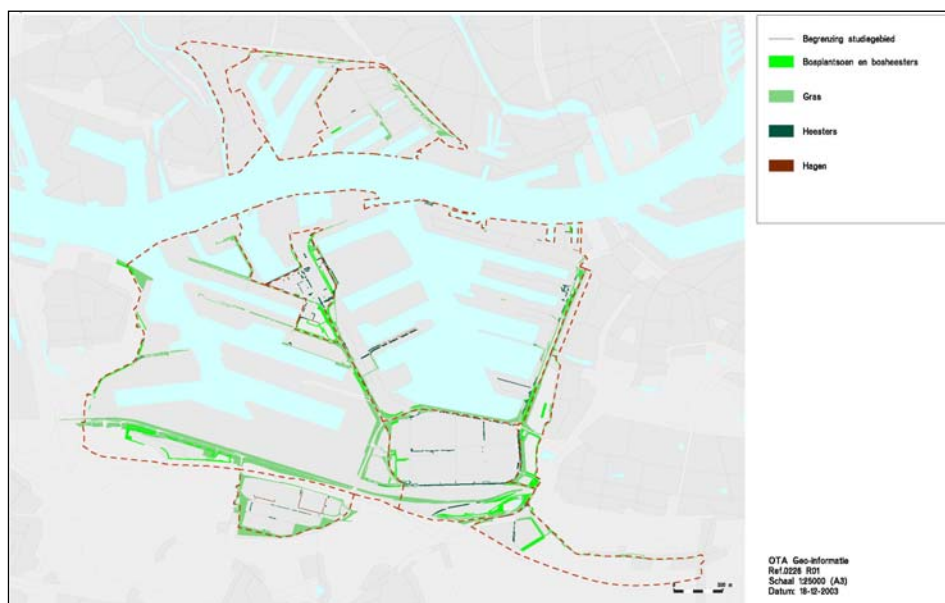 Begrenzing studiegebied
Bosplantsoen en bosheesters
Gras
Heesters
Hagen
OTA Geo-informatie
Ref.0226 R01
Schaal 1:25000 (A3)
Datum: 18-12-2003